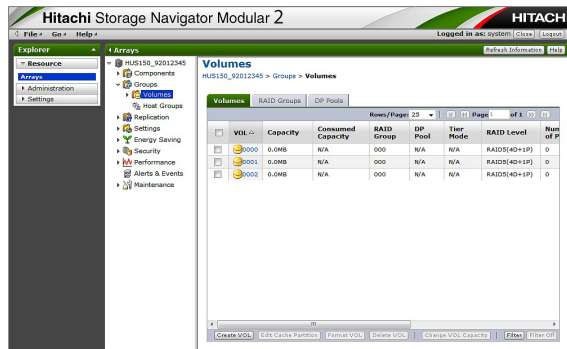 Hitachi Storage Navigator Modular 2
HITACH
File Go Help
Logged in as: system Close Logout
Explorer
Arrays
Refresh Information Help
Resource
Arrays
Administration
Settings
HUS150_92012345
Components
Groups
Volumes
Host Groups
Replication
Settings
Energy Saving
Security
Performance
Alerts & Events
Maintenance
Volumes
HUS150_92012345 > Groups > Volumes
Volumes RAID Groups DP Pools
Rows/Page: 25 Page 1 of 1
VOL Capacity Consumed Capacity RAID Group DP Pool Tier Mode RAID Level Num of P
0000 0.0MB N/A 000 N/A N/A RAID5(4D+1P) 0
0001 0.0MB N/A 000 N/A N/A RAID5(4D+1P) 0
0002 0.0MB N/A 000 N/A N/A RAID5(4D+1P) 0
Create VOL Edit Cache Partition Format VOL Delete VOL Change VOL Capacity Filter Filter Off